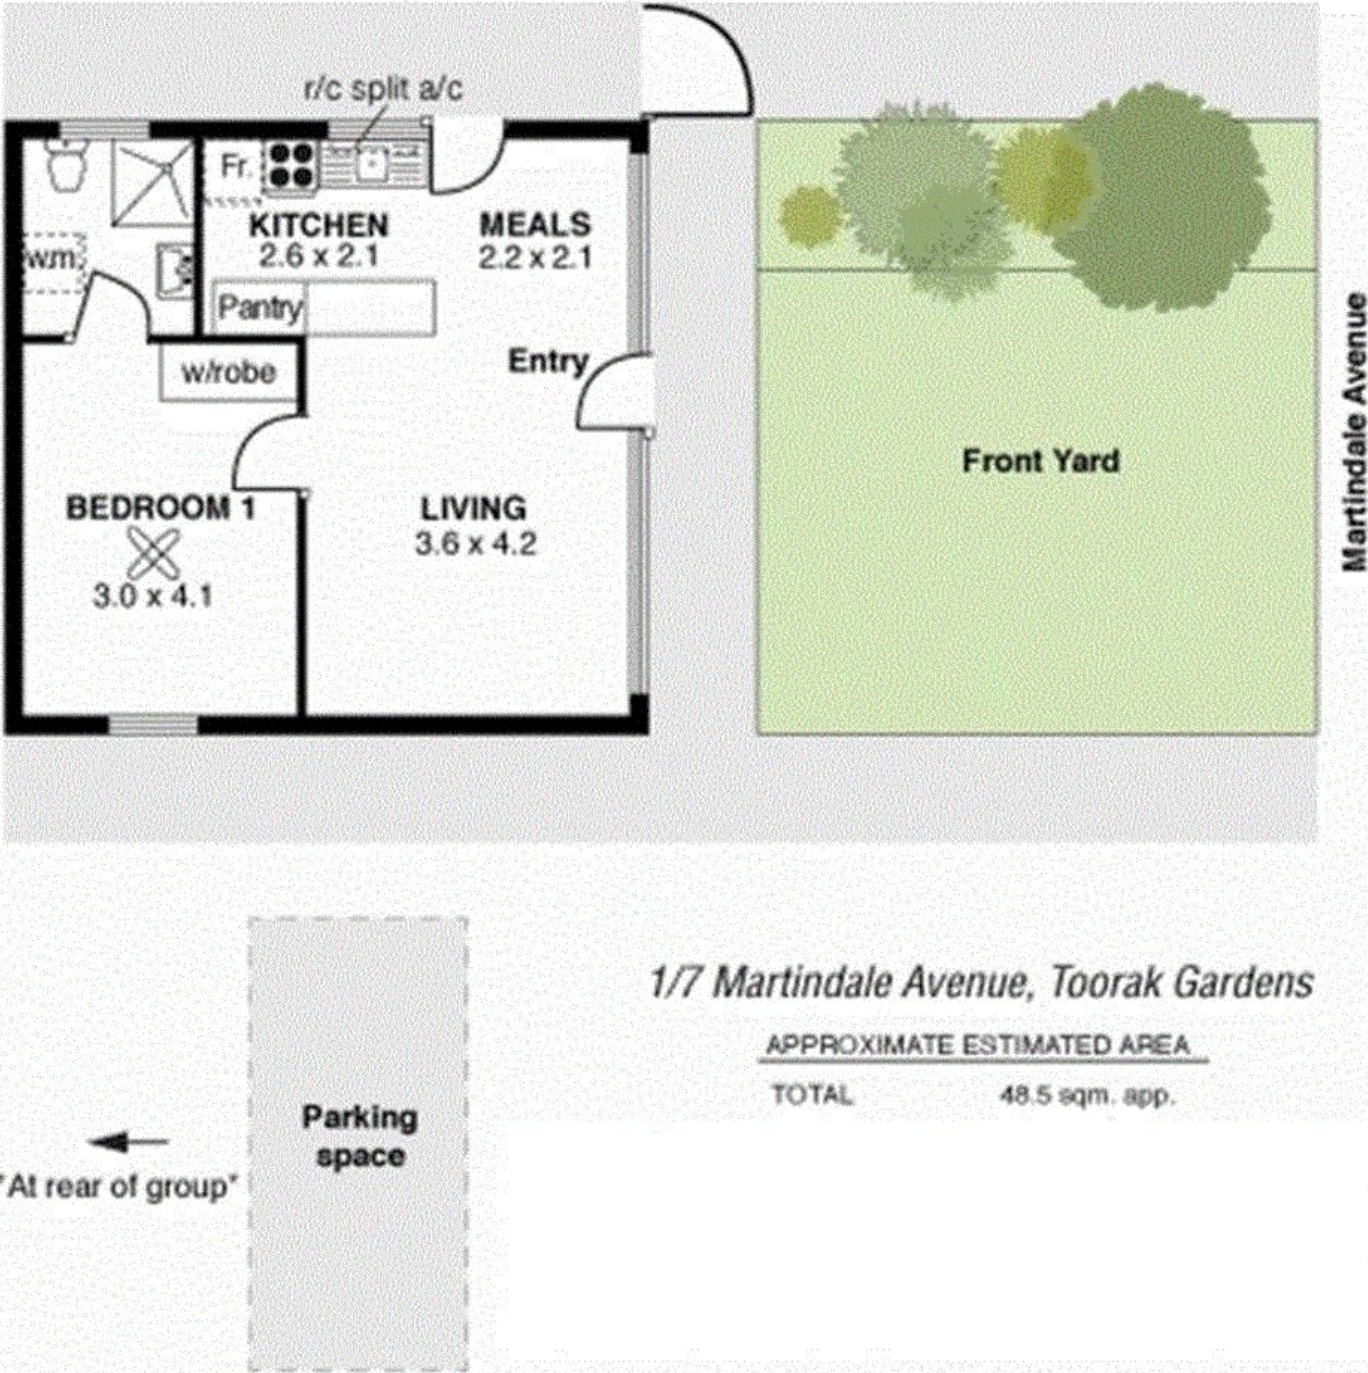 r/c split a/c
Fr.
KITCHEN
2.6 x 2.1
MEALS
2.2 x 2.1
w.m.
Pantry
w/robe
Entry
BEDROOM 1
3.0 x 4.1
LIVING
3.6 x 4.2
Front Yard
Martindale Avenue
1/7 Martindale Avenue, Toorak Gardens
APPROXIMATE ESTIMATED AREA
TOTAL 48.5 sqm. app.
Parking
space
"At rear of group"